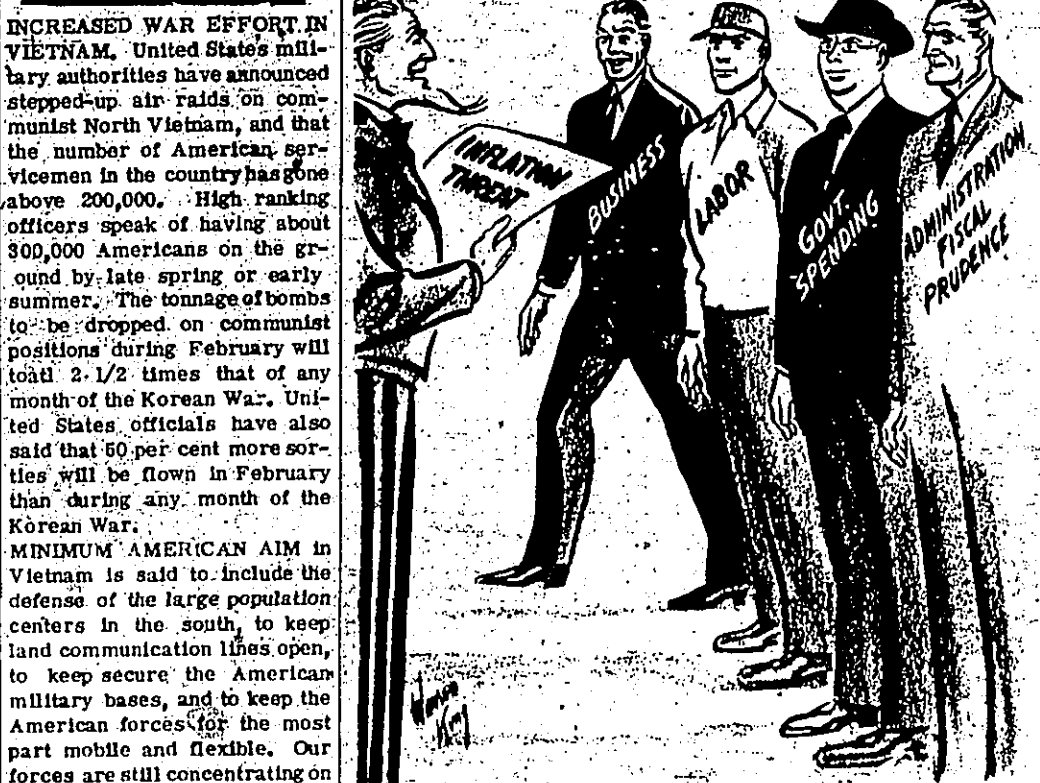 INCREASED WAR EFFORT IN
VIETNAM. United States mili-
tary authorities have announced
stepped-up air raids on com-
munist North Vietnam, and that
the number of American ser-
vicemen in the country has gone
above 200,000. High ranking
officers speak of having about
300,000 Americans on the gr-
ound by late spring or early
summer. The tonnage of bombs
to be dropped on communist
positions during February will
toatl 2-1/2 times that of any
month of the Korean War. Uni-
ted States officials have also
said that 50 per cent more sor-
ties will be flown in February
than during any month of the
Korean War.
MINIMUM AMERICAN AIM in
Vietnam is said to include the
defense of the large population
centers in the south, to keep
land communication lines open,
to keep secure the American
military bases, and to keep the
American forces for the most
part mobile and flexible. Our
forces are still concentrating on
INFLATION
THREAT
BUSINESS
LABOR
GOVT.
SPENDING
ADMINISTRATION
FISCAL
PRUDENCE